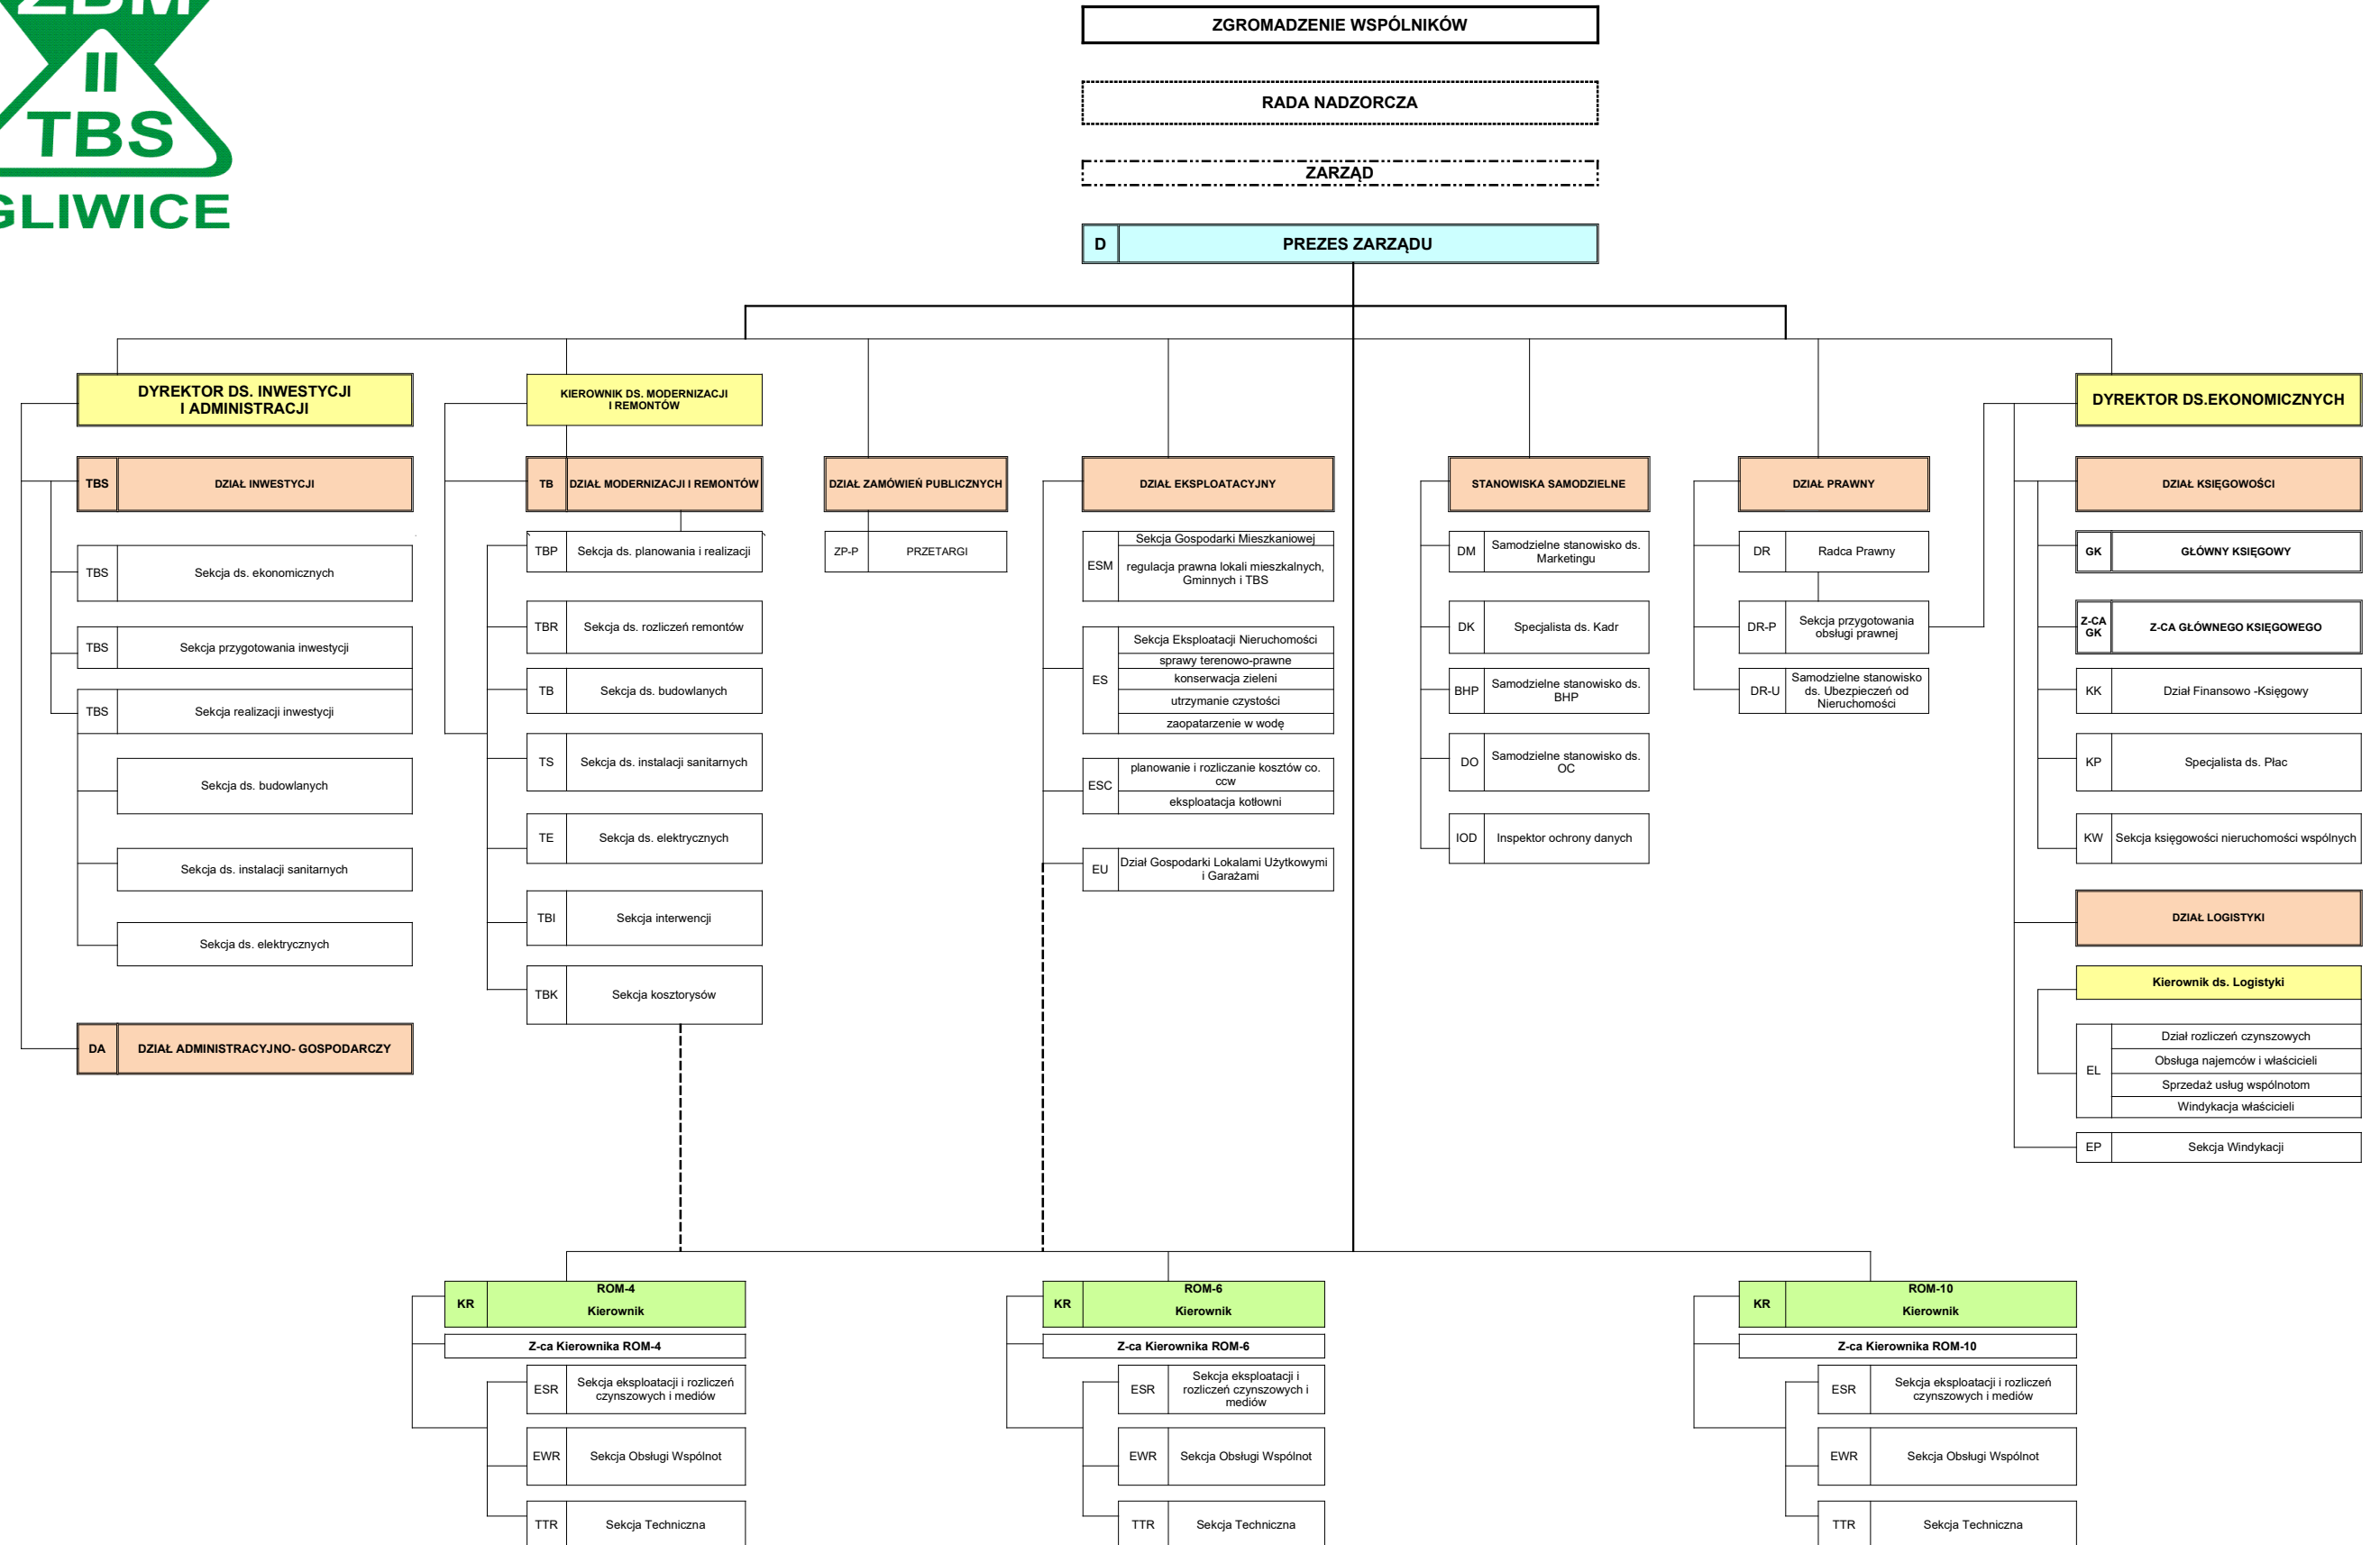 ZBM
II
TBS
GLIWICE
ZGROMADZENIE WSPÓLNIKÓW
RADA NADZORCZA
ZARZĄD
D PREZES ZARZĄDU
DYREKTOR DS. INWESTYCJI
I ADMINISTRACJI
TBS DZIAŁ INWESTYCJI
TBS Sekcja ds. ekonomicznych
TBS Sekcja przygotowania inwestycji
TBS Sekcja realizacji inwestycji
Sekcja ds. budowlanych
Sekcja ds. instalacji sanitarnych
Sekcja ds. elektrycznych
DA DZIAŁ ADMINISTRACYJNO- GOSPODARCZY
KIEROWNIK DS. MODERNIZACJI
I REMONTÓW
TB DZIAŁ MODERNIZACJI I REMONTÓW
TBP Sekcja ds. planowania i realizacji
TBR Sekcja ds. rozliczeń remontów
TB Sekcja ds. budowlanych
TS Sekcja ds. instalacji sanitarnych
TE Sekcja ds. elektrycznych
TBI Sekcja interwencji
TBK Sekcja kosztorysów
DZIAŁ ZAMÓWIEŃ PUBLICZNYCH
ZP-P PRZETARGI
DZIAŁ EKSPLOATACYJNY
ESM Sekcja Gospodarki Mieszkaniowej
regulacja prawna lokali mieszkalnych,
Gminnych i TBS
ES Sekcja Eksploatacji Nieruchomości
sprawy terenowo-prawne
konserwacja zieleni
utrzymanie czystości
zaopatarzenie w wodę
ESC planowanie i rozliczanie kosztów co.
ccw
eksploatacja kotłowni
EU Dział Gospodarki Lokalami Użytkowymi
i Garażami
STANOWISKA SAMODZIELNE
DM Samodzielne stanowisko ds.
Marketingu
DK Specjalista ds. Kadr
BHP Samodzielne stanowisko ds.
BHP
DO Samodzielne stanowisko ds.
OC
IOD Inspektor ochrony danych
DZIAŁ PRAWNY
DR Radca Prawny
DR-P Sekcja przygotowania
obsługi prawnej
DR-U Samodzielne stanowisko
ds. Ubezpieczeń od
Nieruchomości
DYREKTOR DS.EKONOMICZNYCH
DZIAŁ KSIĘGOWOŚCI
GK GŁÓWNY KSIĘGOWY
Z-CA
GK Z-CA GŁÓWNEGO KSIĘGOWEGO
KK Dział Finansowo -Księgowy
KP Specjalista ds. Płac
KW Sekcja księgowości nieruchomości wspólnych
DZIAŁ LOGISTYKI
Kierownik ds. Logistyki
EL Dział rozliczeń czynszowych
Obsługa najemców i właścicieli
Sprzedaż usług wspólnotom
Windykacja właścicieli
EP Sekcja Windykacji
KR ROM-4
Kierownik
Z-ca Kierownika ROM-4
ESR Sekcja eksploatacji i rozliczeń
czynszowych i mediów
EWR Sekcja Obsługi Wspólnot
TTR Sekcja Techniczna
KR ROM-6
Kierownik
Z-ca Kierownika ROM-6
ESR Sekcja eksploatacji i
rozliczeń czynszowych i
mediów
EWR Sekcja Obsługi Wspólnot
TTR Sekcja Techniczna
KR ROM-10
Kierownik
Z-ca Kierownika ROM-10
ESR Sekcja eksploatacji i rozliczeń
czynszowych i mediów
EWR Sekcja Obsługi Wspólnot
TTR Sekcja Techniczna